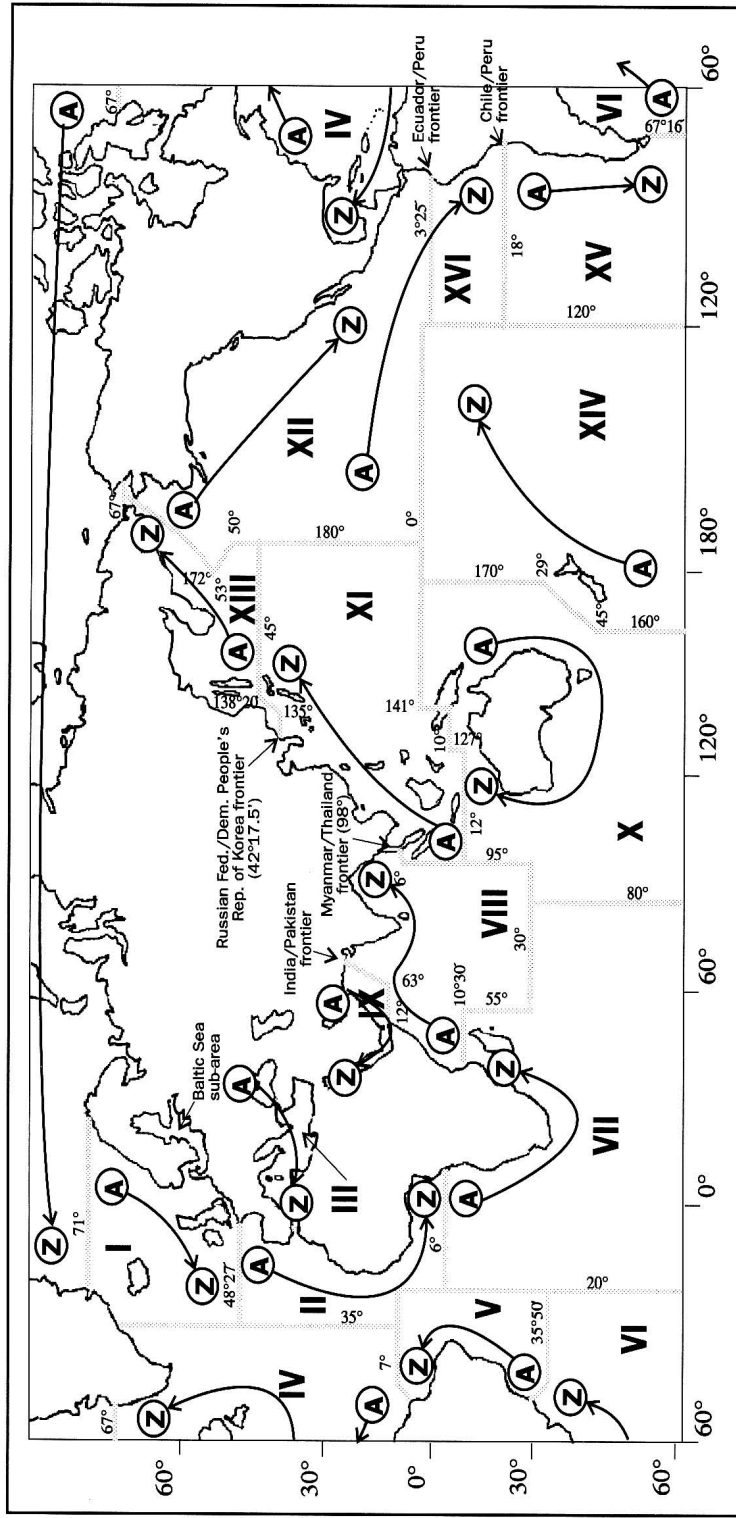 Z
A
67°
71°
67°
I
A
Z
Z
67°
60°
A
Z
Baltic Sea
sub-area
172°
53°
50°
48°27'
Russian Fed./Dem. People's
Rep. of Korea frontier
(42°17.5')
138°20'
A
XIII
45°
A
A
Z
135°
IV
II
A
Z
III
India/Pakistan
frontier
Myanmar/Thailand
frontier (98°)
Z
XII
Z
Z
A
IV
30°
35°
A
Z
A
IX
12°
Z
6°
XI
180°
A
Ecuador/Peru
frontier
7°
Z
Z
63°
141°
0°
3°25'
0°
6°
A
A
10°30'
A
10°
127°
12°
XVI
Z
Z
Chile/Peru
frontier
V
Z
VIII
95°
Z
A
170°
18°
A
A
55°
30°
29°
30°
35°50'
Z
VII
XIV
XV
VI
VI
20°
80°
X
45°
160°
A
120°
Z
67°16'
A
60°
60°
0°
60°
120°
180°
120°
60°